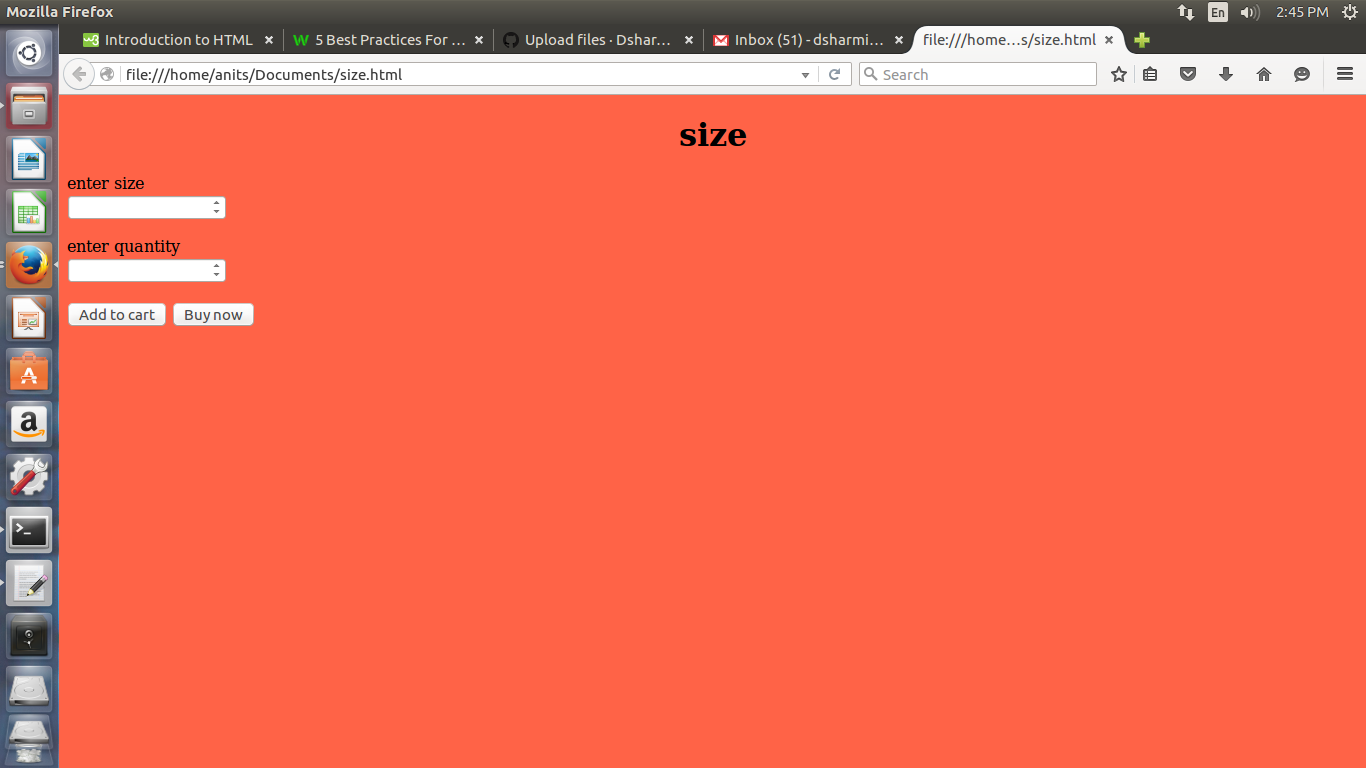 Mozilla Firefox
En
2:45 PM
Introduction to HTML
5 Best Practices For ...
Upload files · Dshar...
Inbox (51) - dsharmi...
file:///home...s/size.html
file:///home/anits/Documents/size.html
Search
size
enter size
enter quantity
Add to cart
Buy now